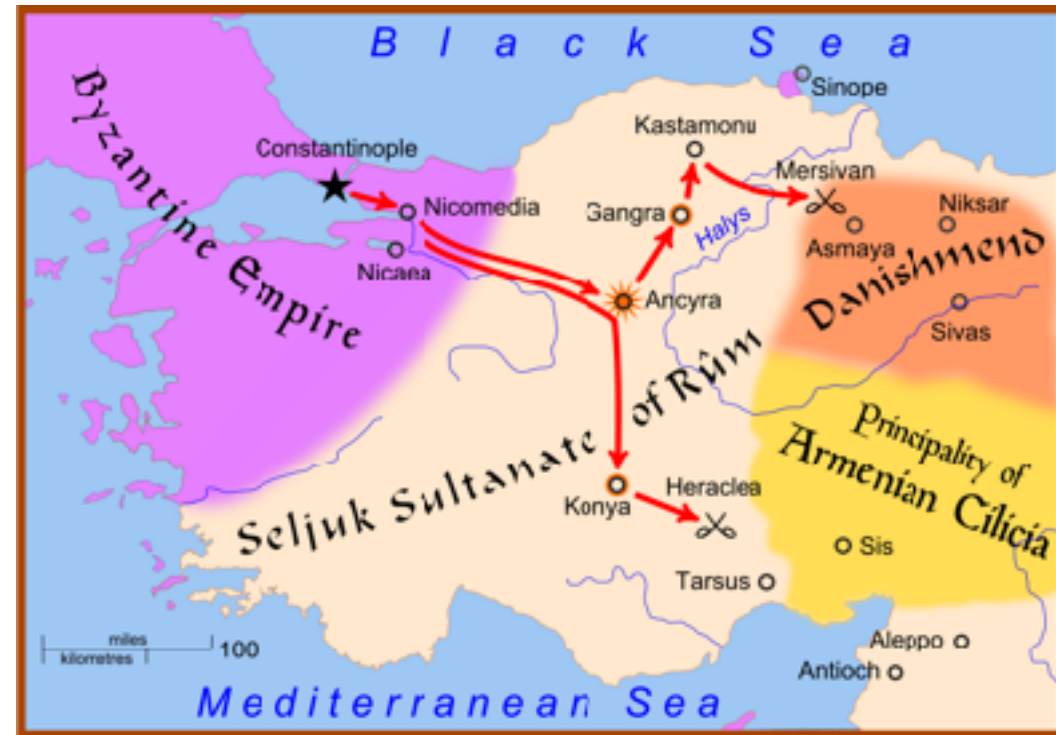 Black Sea
Byzantine Empire
Sinope
Kastamonu
Constantinople
Mersivan
Nicomedia
Gangra
Halys
Niksar
Asmaya
Nicaea
Danishmend
Ancyra
Sivas
Seljuk Sultanate of Rûm
Principality of
Armenian Cilicia
Konya
Heraclea
Sis
Tarsus
miles
kilometres
100
Aleppo
Antioch
Mediterranean Sea